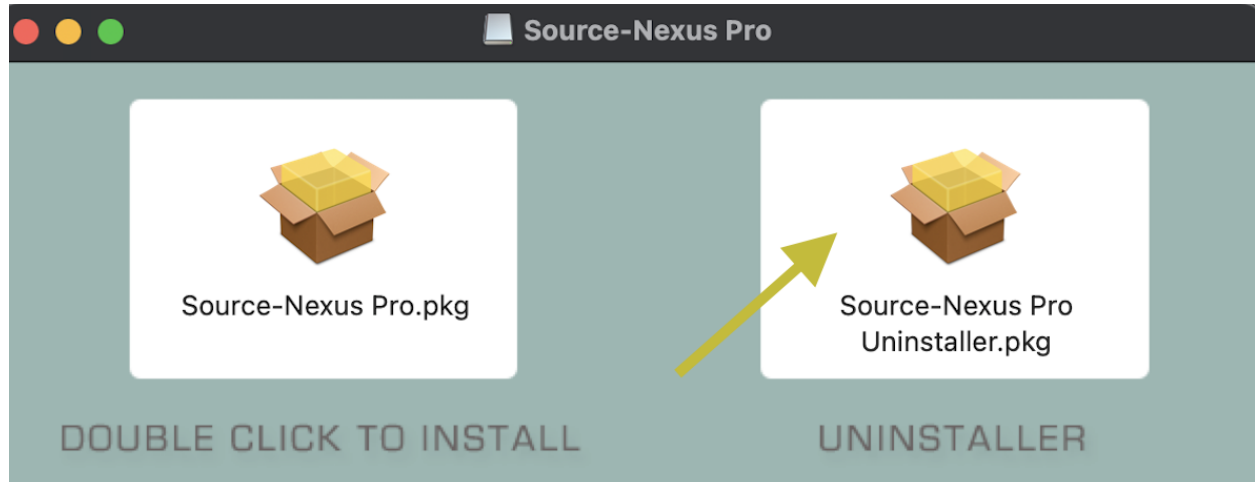 Source-Nexus Pro
Source-Nexus Pro.pkg
Source-Nexus Pro
Uninstaller.pkg
DOUBLE CLICK TO INSTALL
UNINSTALLER